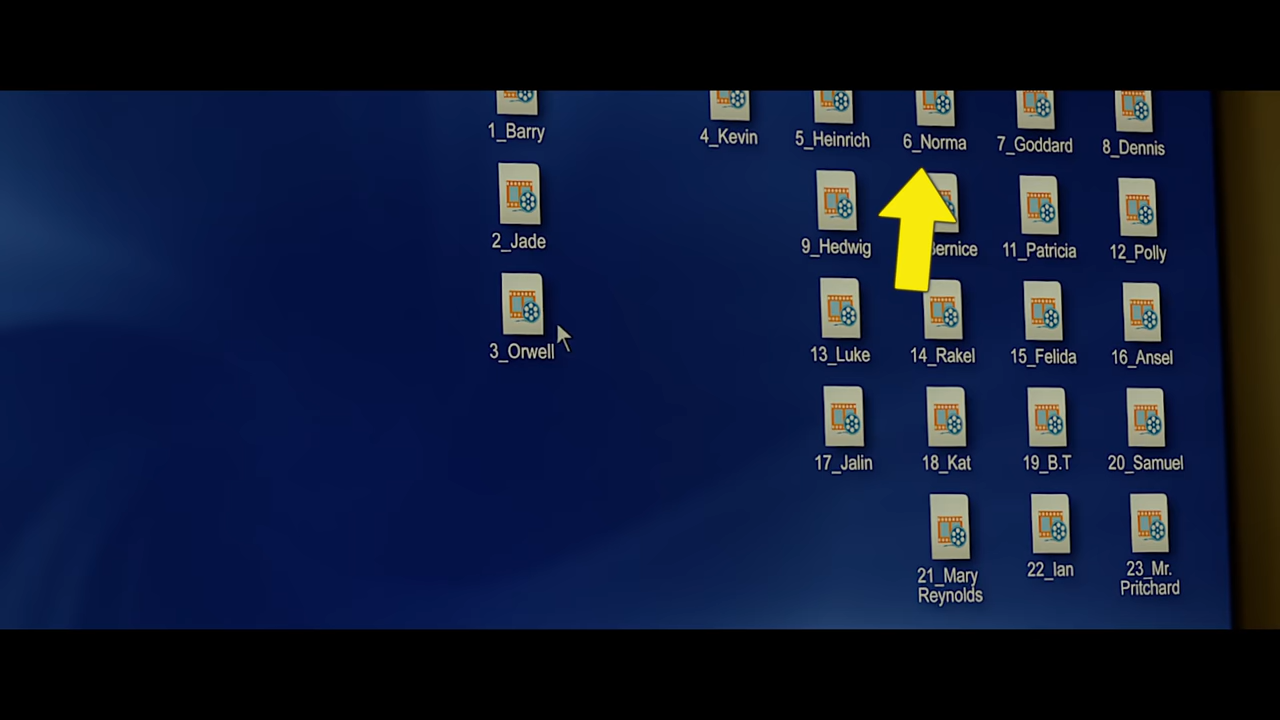 1_Barry
4_Kevin
5_Heinrich
6_Norma
7_Goddard
8_Dennis
2_Jade
9_Hedwig
Bernice
11_Patricia
12_Polly
3_Orwell
13_Luke
14_Rakel
15_Felida
16_Ansel
17_Jalin
18_Kat
19_B.T
20_Samuel
21_Mary
Reynolds
22_Ian
23_Mr.
Pritchard